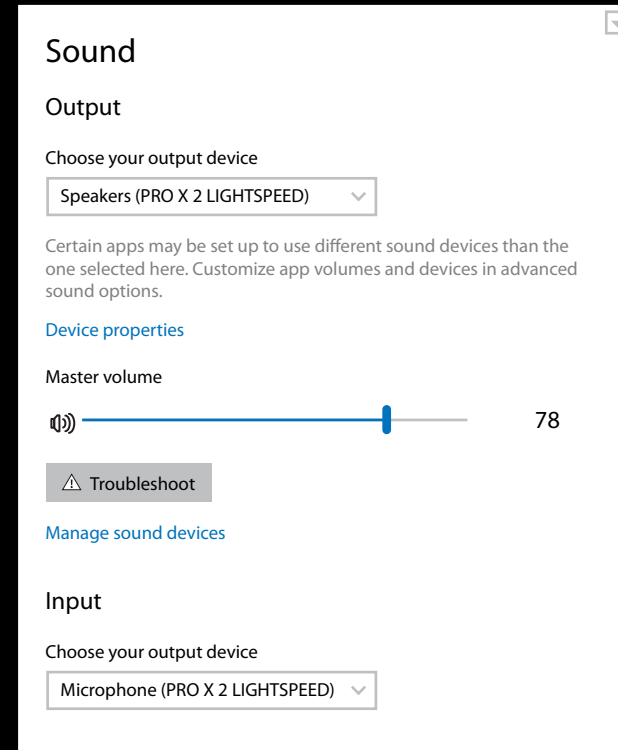 Sound
Output
Choose your output device
Speakers (PRO X 2 LIGHTSPEED)
Certain apps may be set up to use different sound devices than the
one selected here. Customize app volumes and devices in advanced
sound options.
Device properties
Master volume
78
Troubleshoot
Manage sound devices
Input
Choose your output device
Microphone (PRO X 2 LIGHTSPEED)